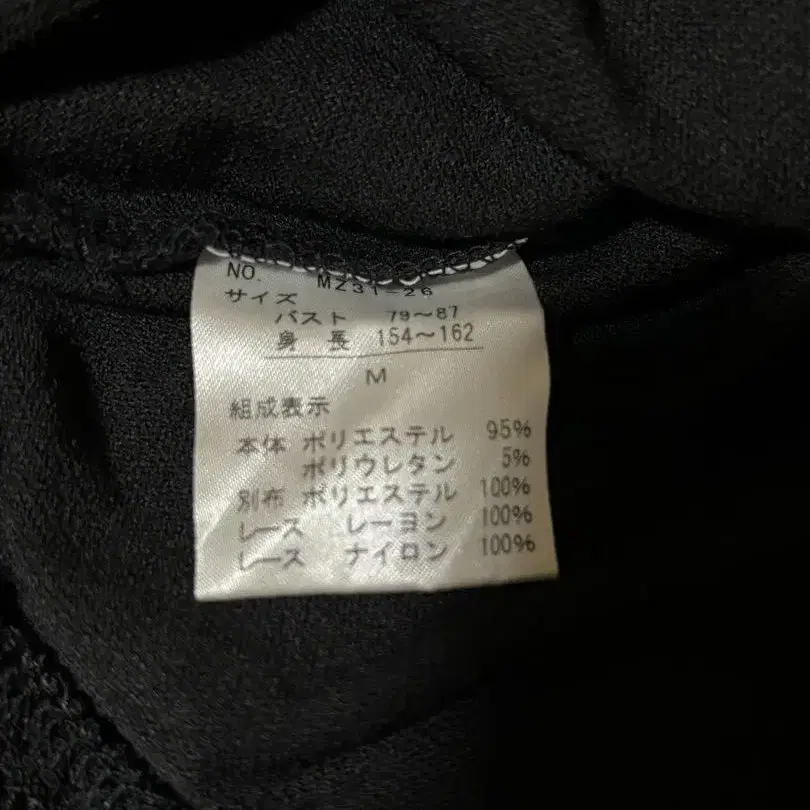 NO. MZ31-26
サイズ
バスト 79～87
身 長 154～162
M
組成表示
本体 ポリエステル 95%
ポリウレタン 5%
別布 ポリエステル 100%
レース レーヨン 100%
レース ナイロン 100%